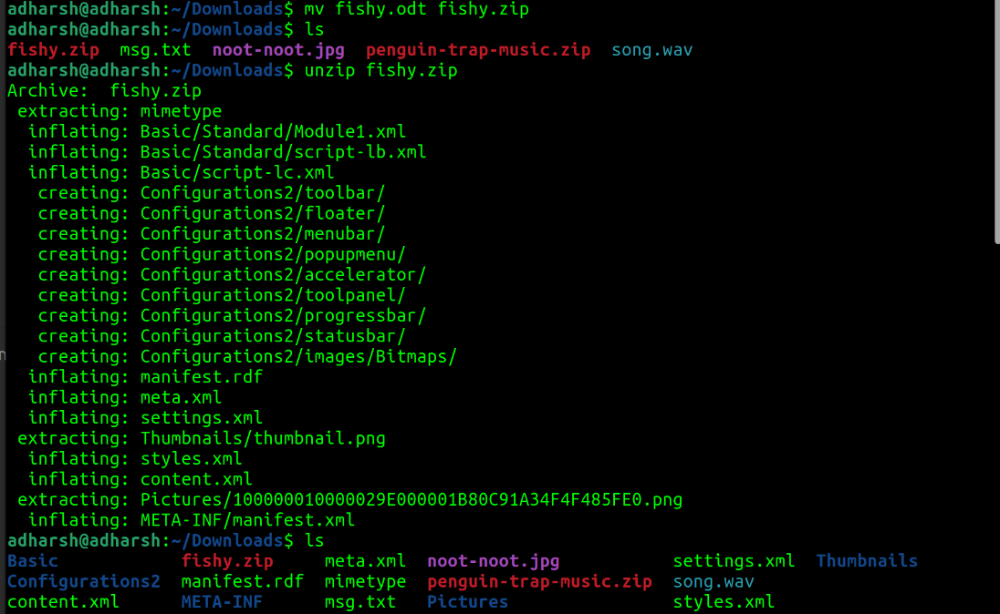 adharsh@adharsh:~/Downloads$ mv fishy.odt fishy.zip
adharsh@adharsh:~/Downloads$ ls
fishy.zip  msg.txt  noot-noot.jpg  penguin-trap-music.zip  song.wav
adharsh@adharsh:~/Downloads$ unzip fishy.zip
Archive:  fishy.zip
 extracting: mimetype
  inflating: Basic/Standard/Module1.xml
  inflating: Basic/Standard/script-lb.xml
  inflating: Basic/script-lc.xml
   creating: Configurations2/toolbar/
   creating: Configurations2/floater/
   creating: Configurations2/menubar/
   creating: Configurations2/popupmenu/
   creating: Configurations2/accelerator/
   creating: Configurations2/toolpanel/
   creating: Configurations2/progressbar/
   creating: Configurations2/statusbar/
   creating: Configurations2/images/Bitmaps/
  inflating: manifest.rdf
  inflating: meta.xml
  inflating: settings.xml
 extracting: Thumbnails/thumbnail.png
  inflating: styles.xml
  inflating: content.xml
 extracting: Pictures/100000010000029E000001B80C91A34F4F485FE0.png
  inflating: META-INF/manifest.xml
adharsh@adharsh:~/Downloads$ ls
Basic            fishy.zip     meta.xml  noot-noot.jpg           settings.xml  Thumbnails
Configurations2  manifest.rdf  mimetype  penguin-trap-music.zip  song.wav
content.xml      META-INF      msg.txt   Pictures                styles.xml